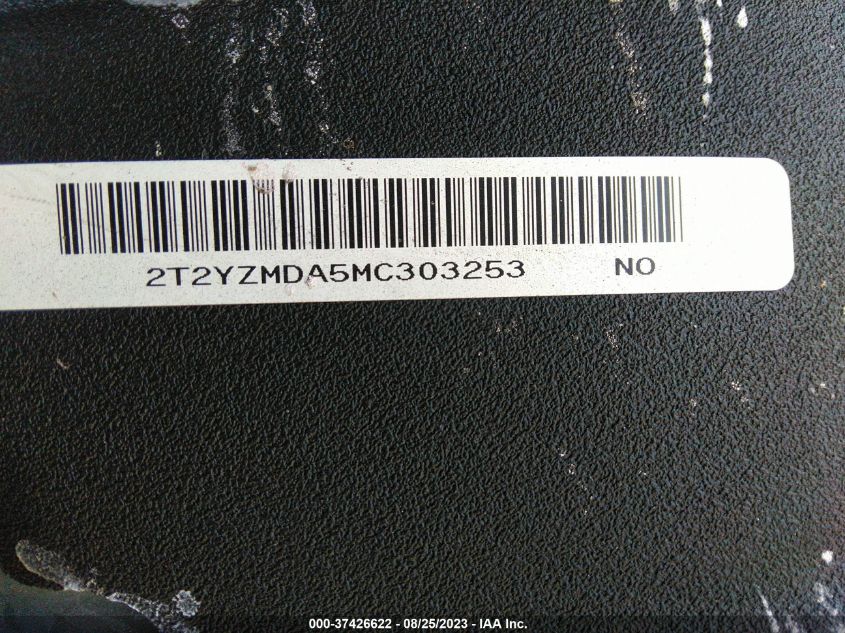 2T2YZMDA5MC303253 NO
000-37426622 - 08/25/2023 - IAA Inc.